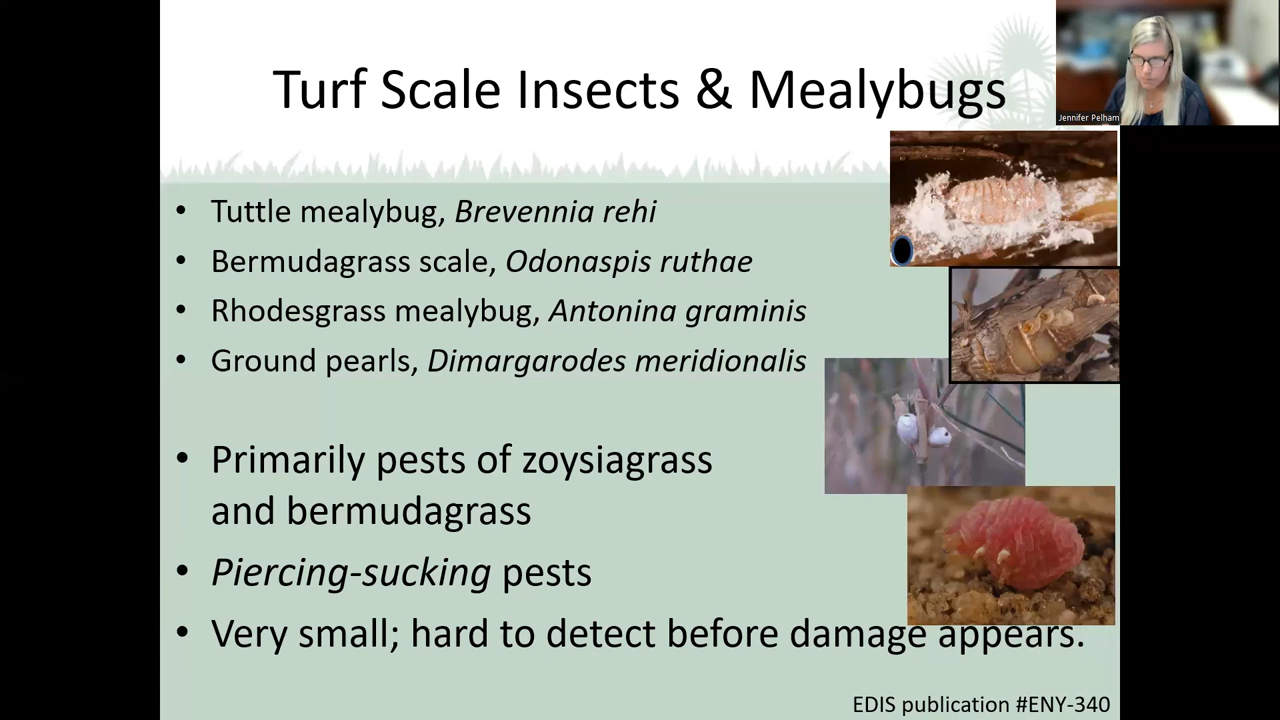 Turf Scale Insects & Mealybugs
Jennifer Pelham
• Tuttle mealybug, Brevennia rehi
• Bermudagrass scale, Odonaspis ruthae
• Rhodesgrass mealybug, Antonina graminis
• Ground pearls, Dimargarodes meridionalis
• Primarily pests of zoysiagrass
and bermudagrass
• Piercing-sucking pests
• Very small; hard to detect before damage appears.
EDIS publication #ENY-340